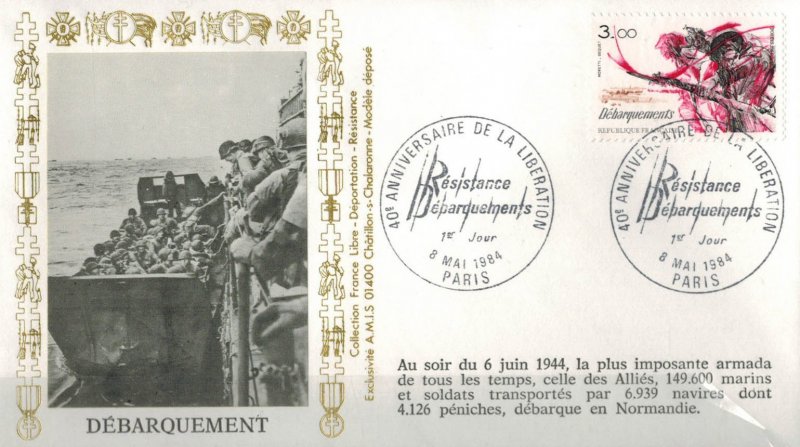 DÉBARQUEMENT
Collection France Libre - Déportation - Résistance
Exclusivité A.M.I.S 01400 Châtillon-s-Chalaronne - Modèle déposé
3,00
Débarquements
REPUBLIQUE FRANÇAISE
40e ANNIVERSAIRE DE LA LIBERATION
Résistance
Débarquements
1er Jour
8 MAI 1984
PARIS
40e ANNIVERSAIRE DE LA LIBERATION
Résistance
Débarquements
1er Jour
8 MAI 1984
PARIS
Au soir du 6 juin 1944, la plus imposante armada
de tous les temps, celle des Alliés, 149.600 marins
et soldats transportés par 6.939 navires dont
4.126 péniches, débarque en Normandie.